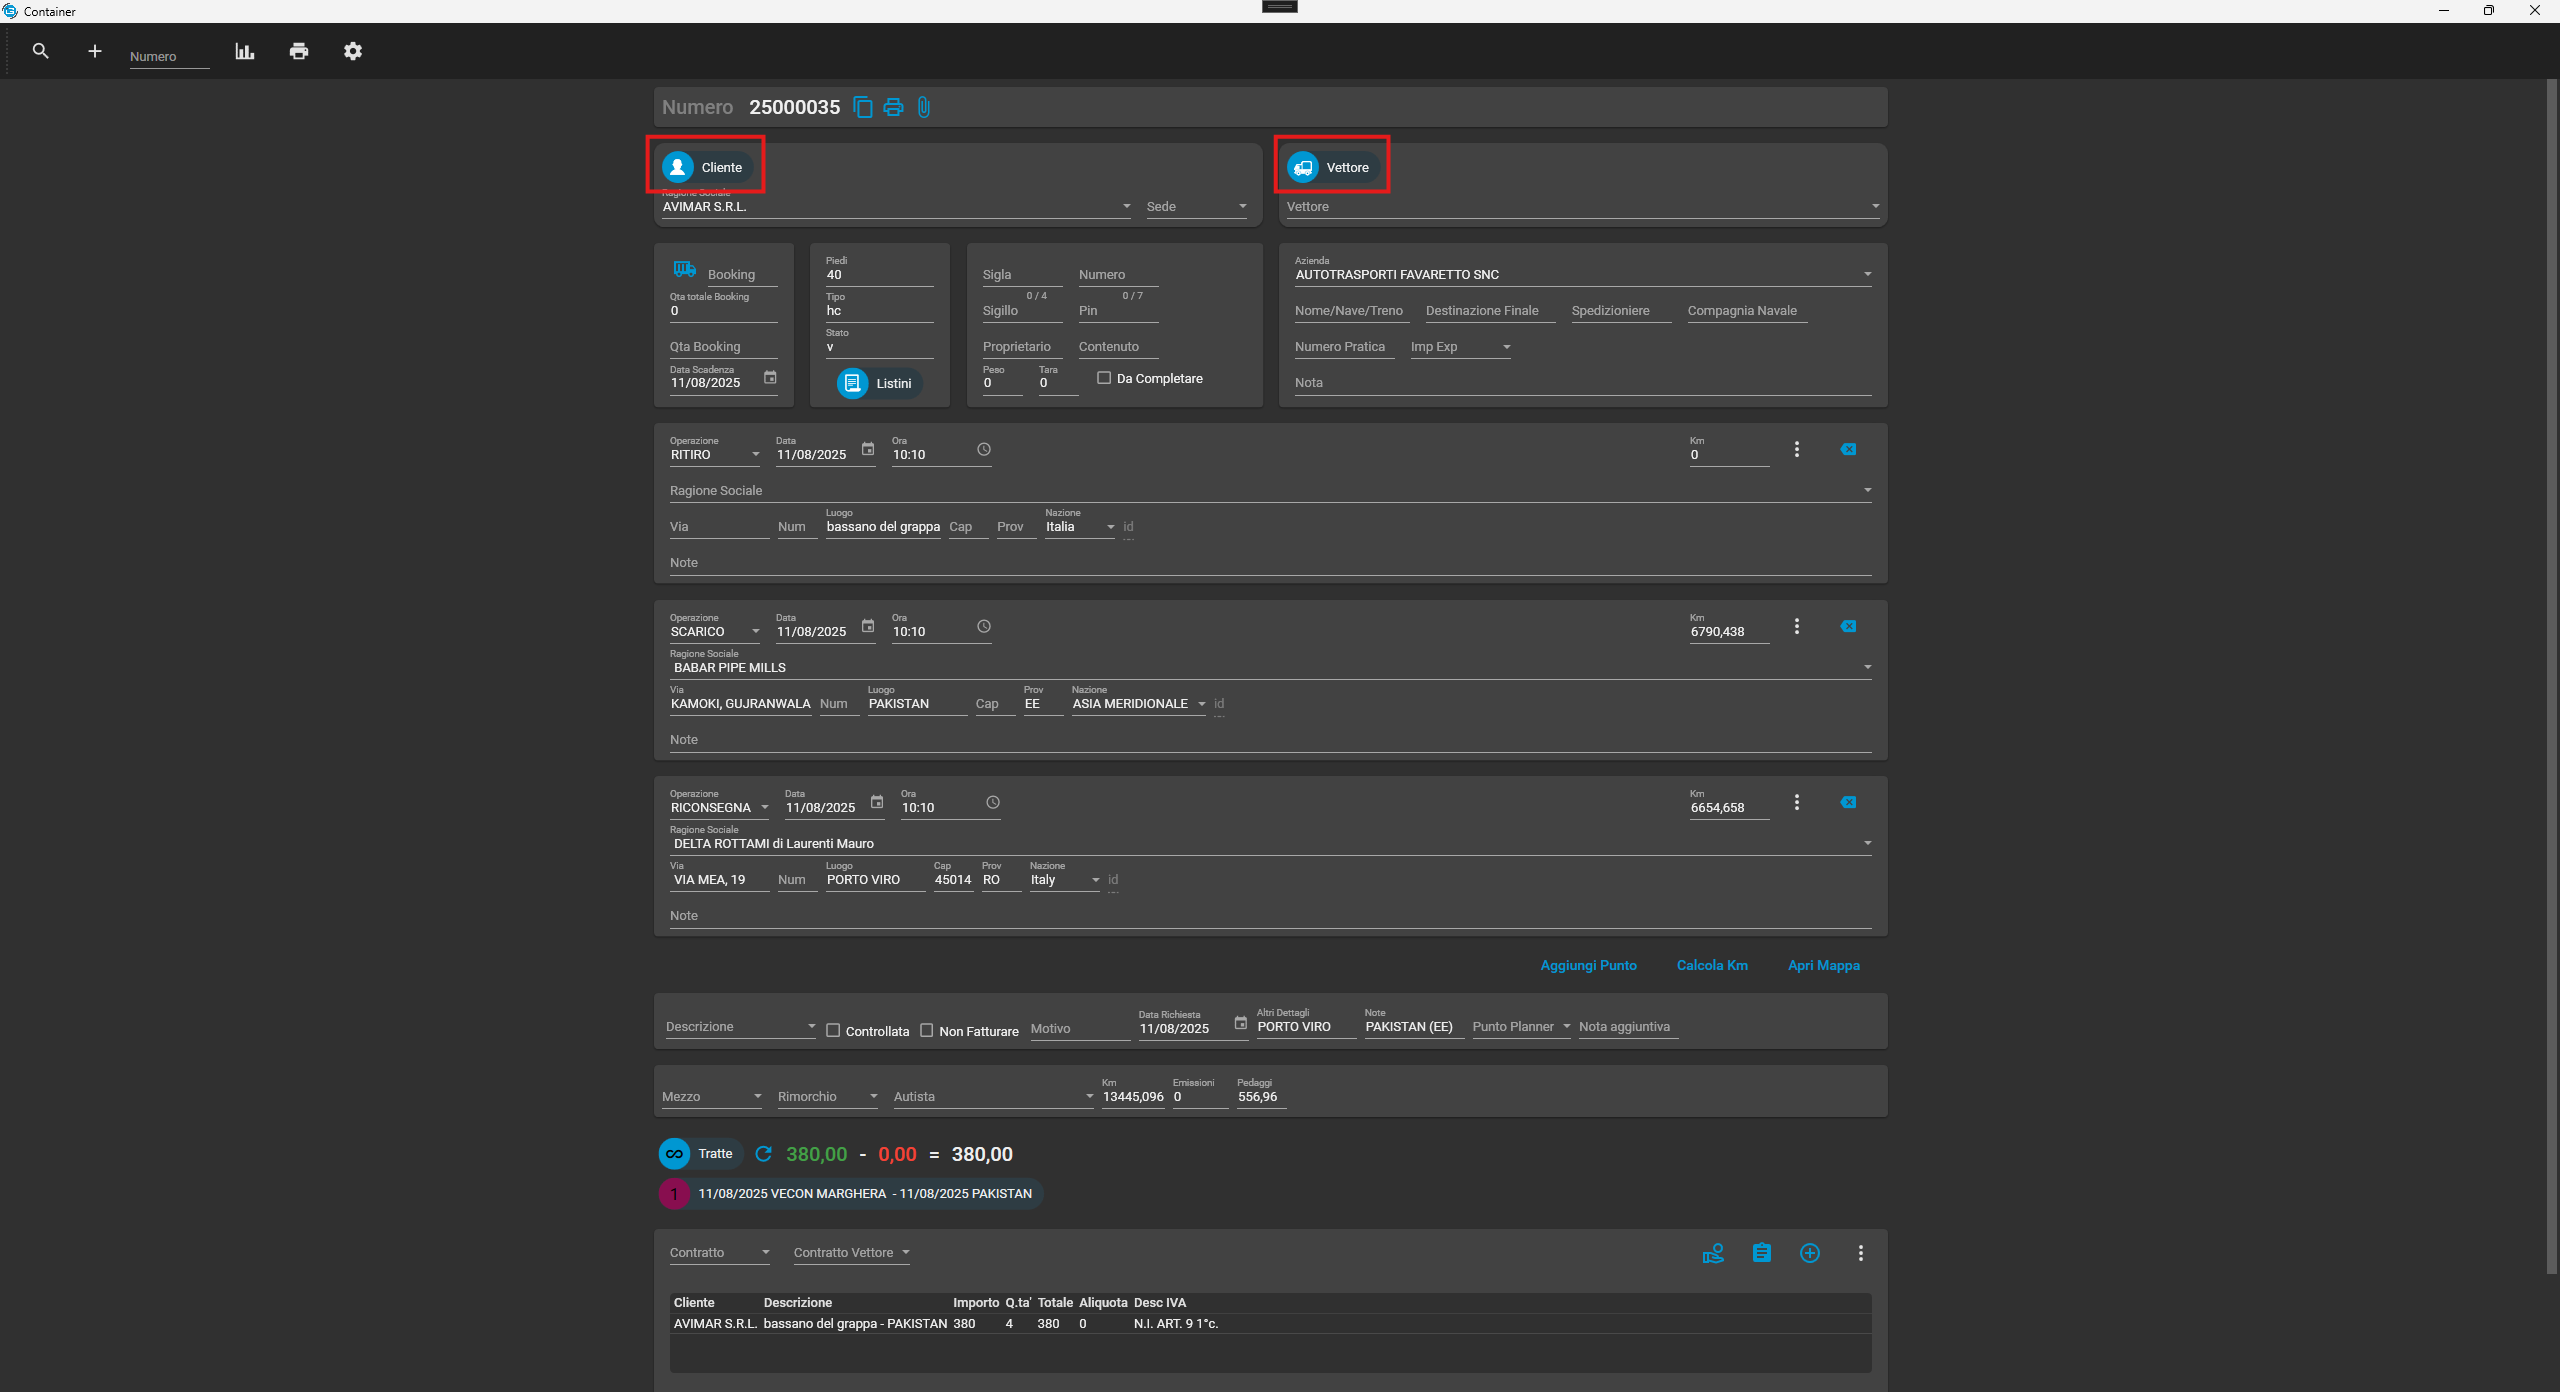 Container
Numero
Numero 25000035
Cliente
Vettore
Ragione Sociale
AVIMAR S.R.L.
Sede
Vettore
Booking
Qta totale Booking
0
Qta Booking
Data Scadenza
11/08/2025
Piedi
40
Tipo
hc
Stato
v
Listini
Sigla
Numero
0 / 4
0 / 7
Sigillo
Pin
Proprietario
Contenuto
Peso
0
Tara
0
Da Completare
Azienda
AUTOTRASPORTI FAVARETTO SNC
Nome/Nave/Treno
Destinazione Finale
Spedizioniere
Compagnia Navale
Numero Pratica
Imp Exp
Nota
Operazione
RITIRO
Data
11/08/2025
Ora
10:10
Km
0
Ragione Sociale
Via
Num
Luogo
bassano del grappa
Cap
Prov
Nazione
Italia
id
Note
Operazione
SCARICO
Data
11/08/2025
Ora
10:10
Km
6790,438
Ragione Sociale
BABAR PIPE MILLS
Via
KAMOKI, GUJRANWALA
Num
Luogo
PAKISTAN
Cap
Prov
EE
Nazione
ASIA MERIDIONALE
id
Note
Operazione
RICONSEGNA
Data
11/08/2025
Ora
10:10
Km
6654,658
Ragione Sociale
DELTA ROTTAMI di Laurenti Mauro
Via
VIA MEA, 19
Num
Luogo
PORTO VIRO
Cap
45014
Prov
RO
Nazione
Italy
id
Note
Aggiungi Punto
Calcola Km
Apri Mappa
Descrizione
Controllata
Non Fatturare
Motivo
Data Richiesta
11/08/2025
Altri Dettagli
PORTO VIRO
Note
PAKISTAN (EE)
Punto Planner
Nota aggiuntiva
Mezzo
Rimorchio
Autista
Km
13445,096
Emissioni
0
Pedaggi
556,96
Tratte
380,00 - 0,00 = 380,00
1 11/08/2025 VECON MARGHERA - 11/08/2025 PAKISTAN
Contratto
Contratto Vettore
Cliente Descrizione Importo Q.ta' Totale Aliquota Desc IVA
AVIMAR S.R.L. bassano del grappa - PAKISTAN 380 4 380 0 N.I. ART. 9 1°c.